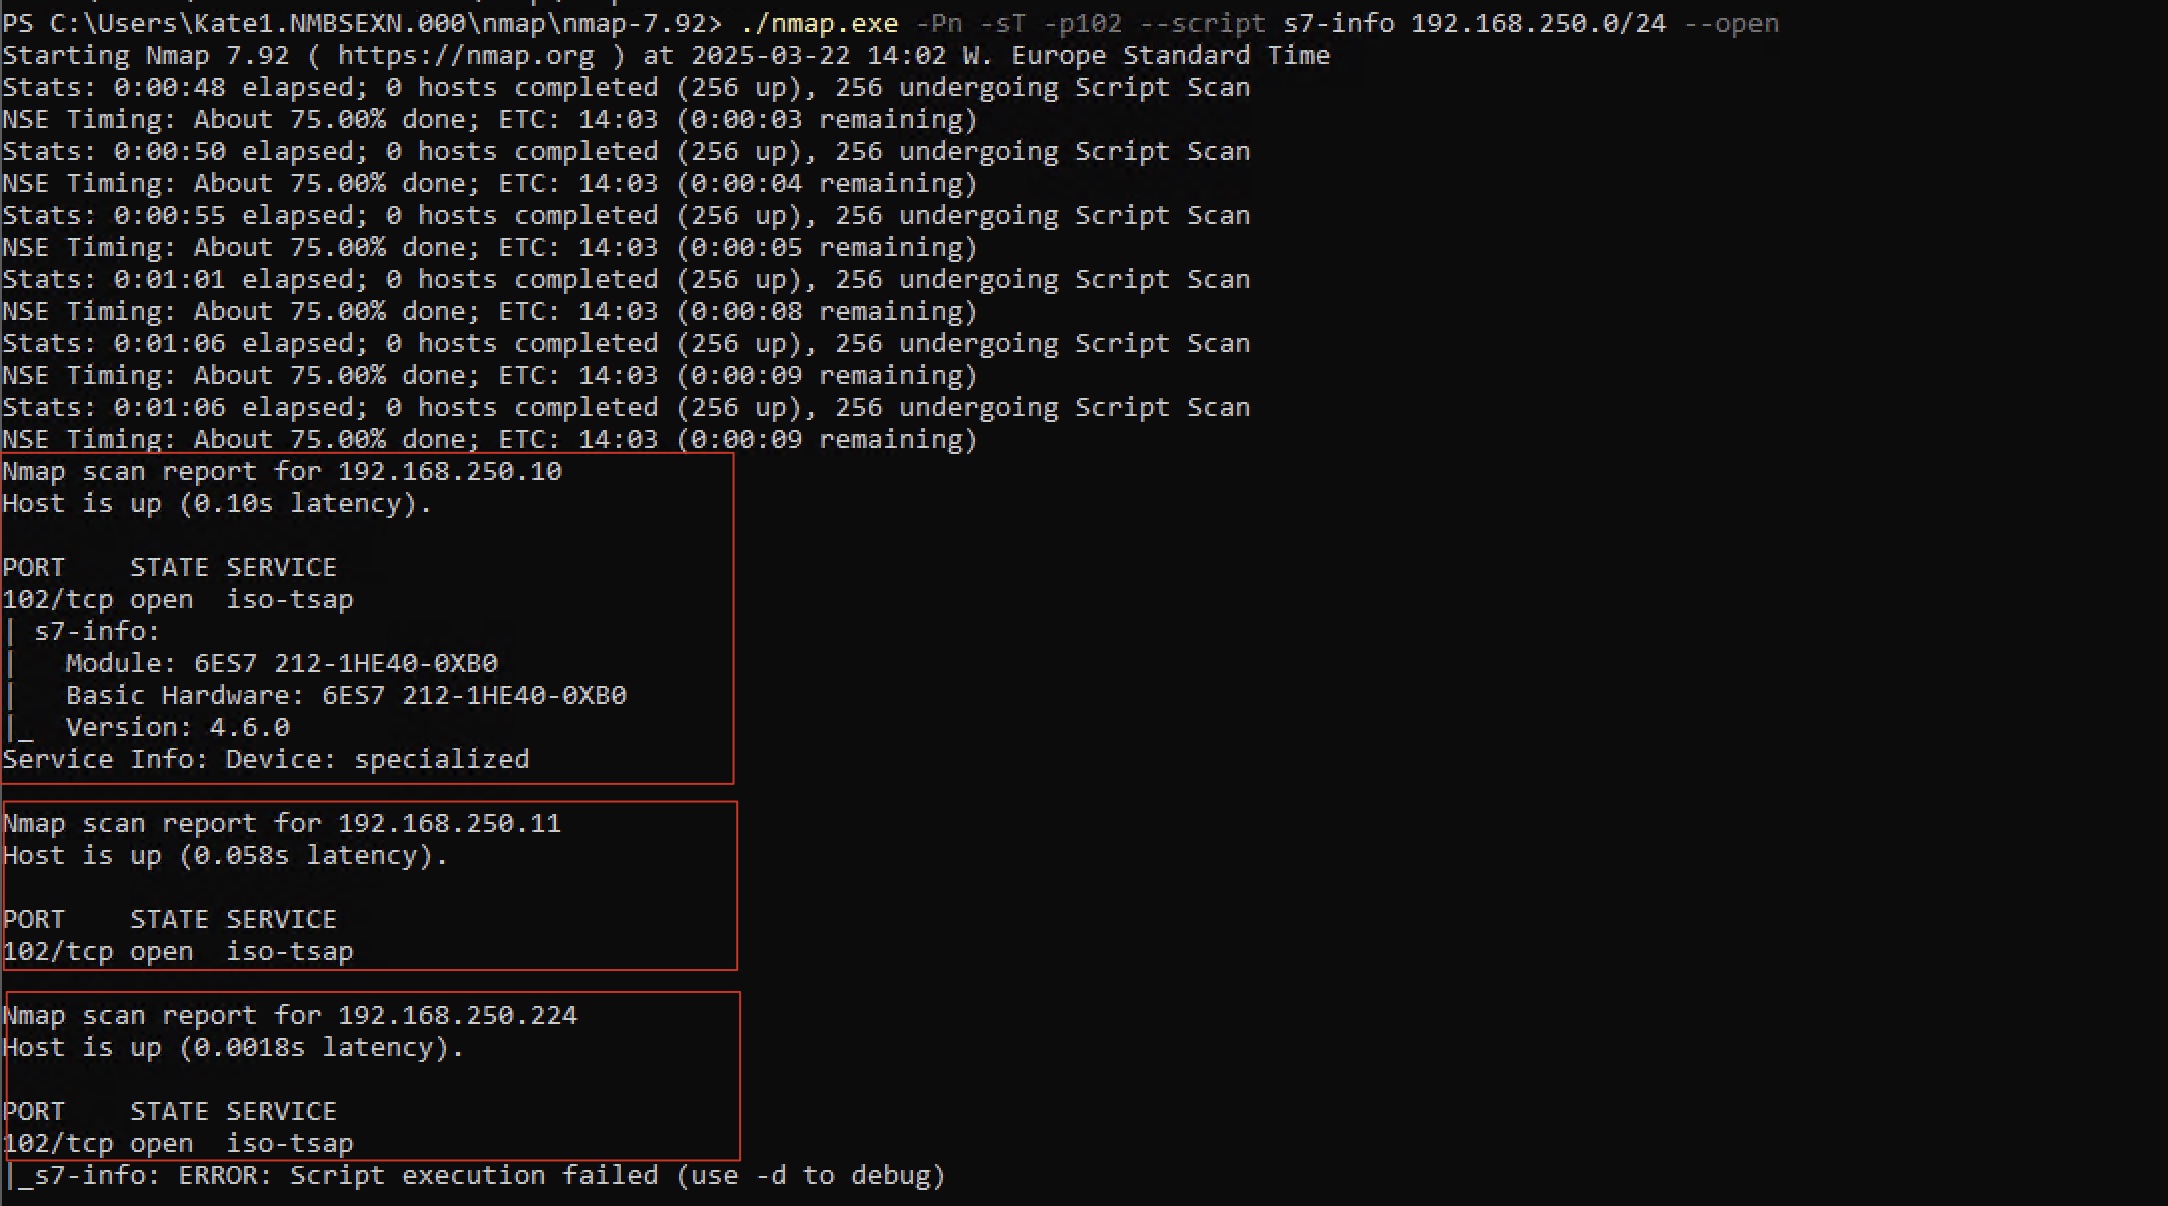 PS C:\Users\Kate1.NMBSEXN.000\nmap\nmap-7.92> ./nmap.exe -Pn -sT -p102 --script s7-info 192.168.250.0/24 --open
Starting Nmap 7.92 ( https://nmap.org ) at 2025-03-22 14:02 W. Europe Standard Time
Stats: 0:00:48 elapsed; 0 hosts completed (256 up), 256 undergoing Script Scan
NSE Timing: About 75.00% done; ETC: 14:03 (0:00:03 remaining)
Stats: 0:00:50 elapsed; 0 hosts completed (256 up), 256 undergoing Script Scan
NSE Timing: About 75.00% done; ETC: 14:03 (0:00:04 remaining)
Stats: 0:00:55 elapsed; 0 hosts completed (256 up), 256 undergoing Script Scan
NSE Timing: About 75.00% done; ETC: 14:03 (0:00:05 remaining)
Stats: 0:01:01 elapsed; 0 hosts completed (256 up), 256 undergoing Script Scan
NSE Timing: About 75.00% done; ETC: 14:03 (0:00:08 remaining)
Stats: 0:01:06 elapsed; 0 hosts completed (256 up), 256 undergoing Script Scan
NSE Timing: About 75.00% done; ETC: 14:03 (0:00:09 remaining)
Stats: 0:01:06 elapsed; 0 hosts completed (256 up), 256 undergoing Script Scan
NSE Timing: About 75.00% done; ETC: 14:03 (0:00:09 remaining)
Nmap scan report for 192.168.250.10
Host is up (0.10s latency).
PORT    STATE SERVICE
102/tcp open  iso-tsap
| s7-info:
|   Module: 6ES7 212-1HE40-0XB0
|   Basic Hardware: 6ES7 212-1HE40-0XB0
|_  Version: 4.6.0
Service Info: Device: specialized
Nmap scan report for 192.168.250.11
Host is up (0.058s latency).
PORT    STATE SERVICE
102/tcp open  iso-tsap
Nmap scan report for 192.168.250.224
Host is up (0.0018s latency).
PORT    STATE SERVICE
102/tcp open  iso-tsap
|_s7-info: ERROR: Script execution failed (use -d to debug)